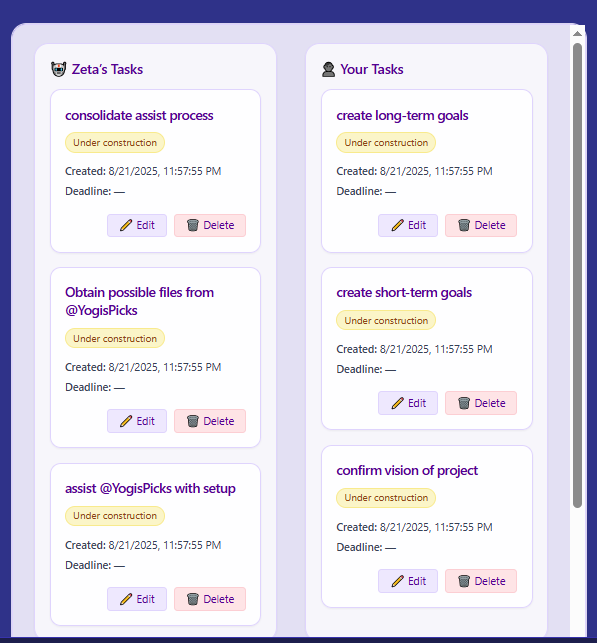 Zeta's Tasks
consolidate assist process
Under construction
Created: 8/21/2025, 11:57:55 PM
Deadline: —
Edit
Delete
Obtain possible files from
@YogisPicks
Under construction
Created: 8/21/2025, 11:57:55 PM
Deadline: —
Edit
Delete
assist @YogisPicks with setup
Under construction
Created: 8/21/2025, 11:57:55 PM
Deadline: —
Edit
Delete
Your Tasks
create long-term goals
Under construction
Created: 8/21/2025, 11:57:55 PM
Deadline: —
Edit
Delete
create short-term goals
Under construction
Created: 8/21/2025, 11:57:55 PM
Deadline: —
Edit
Delete
confirm vision of project
Under construction
Created: 8/21/2025, 11:57:55 PM
Deadline: —
Edit
Delete